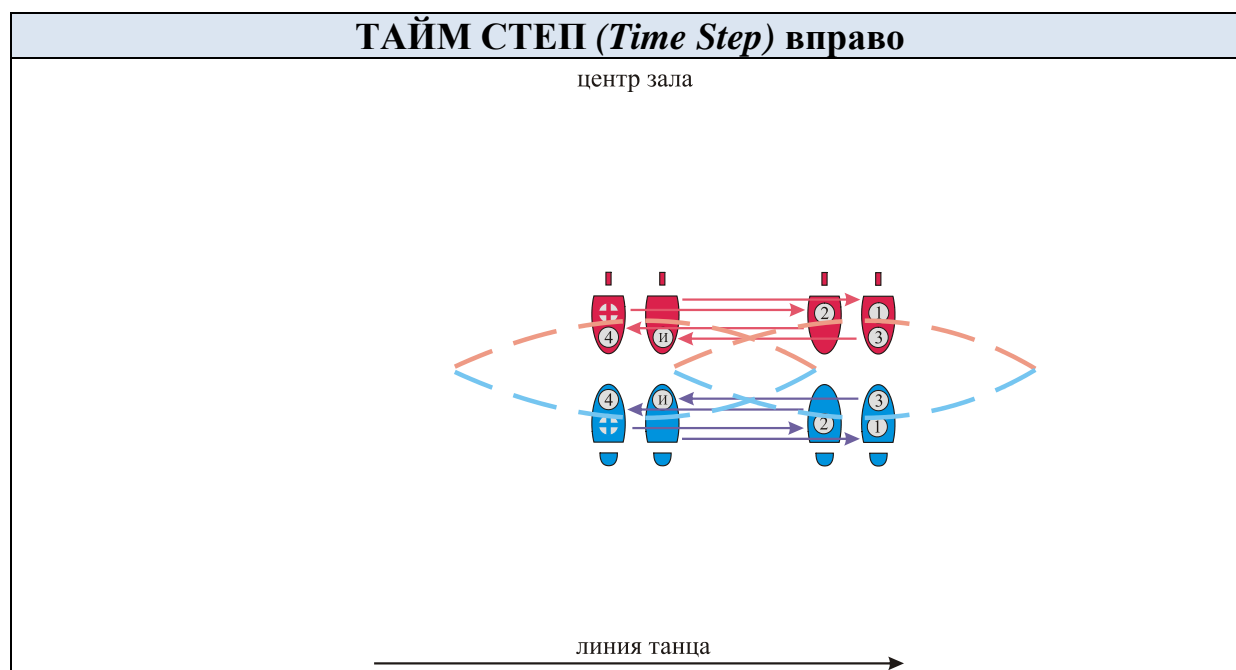 ТАЙМ СТЕП (Time Step) вправо
центр зала
2 1
4 и 3
4 и 3
2 1
линия танца